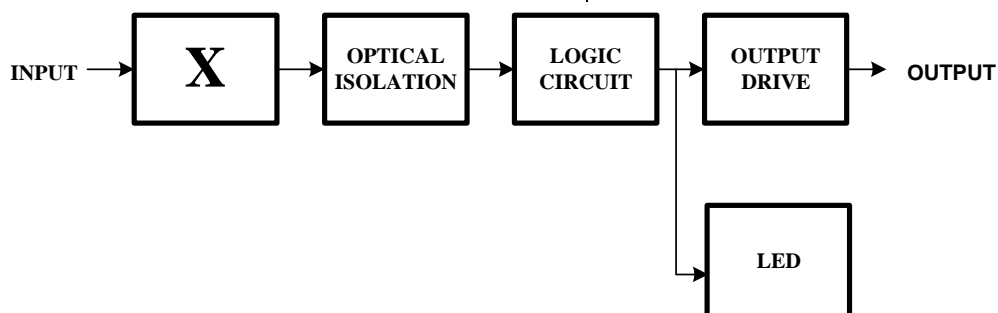 INPUT
X
OPTICAL
ISOLATION
LOGIC
CIRCUIT
OUTPUT
DRIVE
OUTPUT
LED